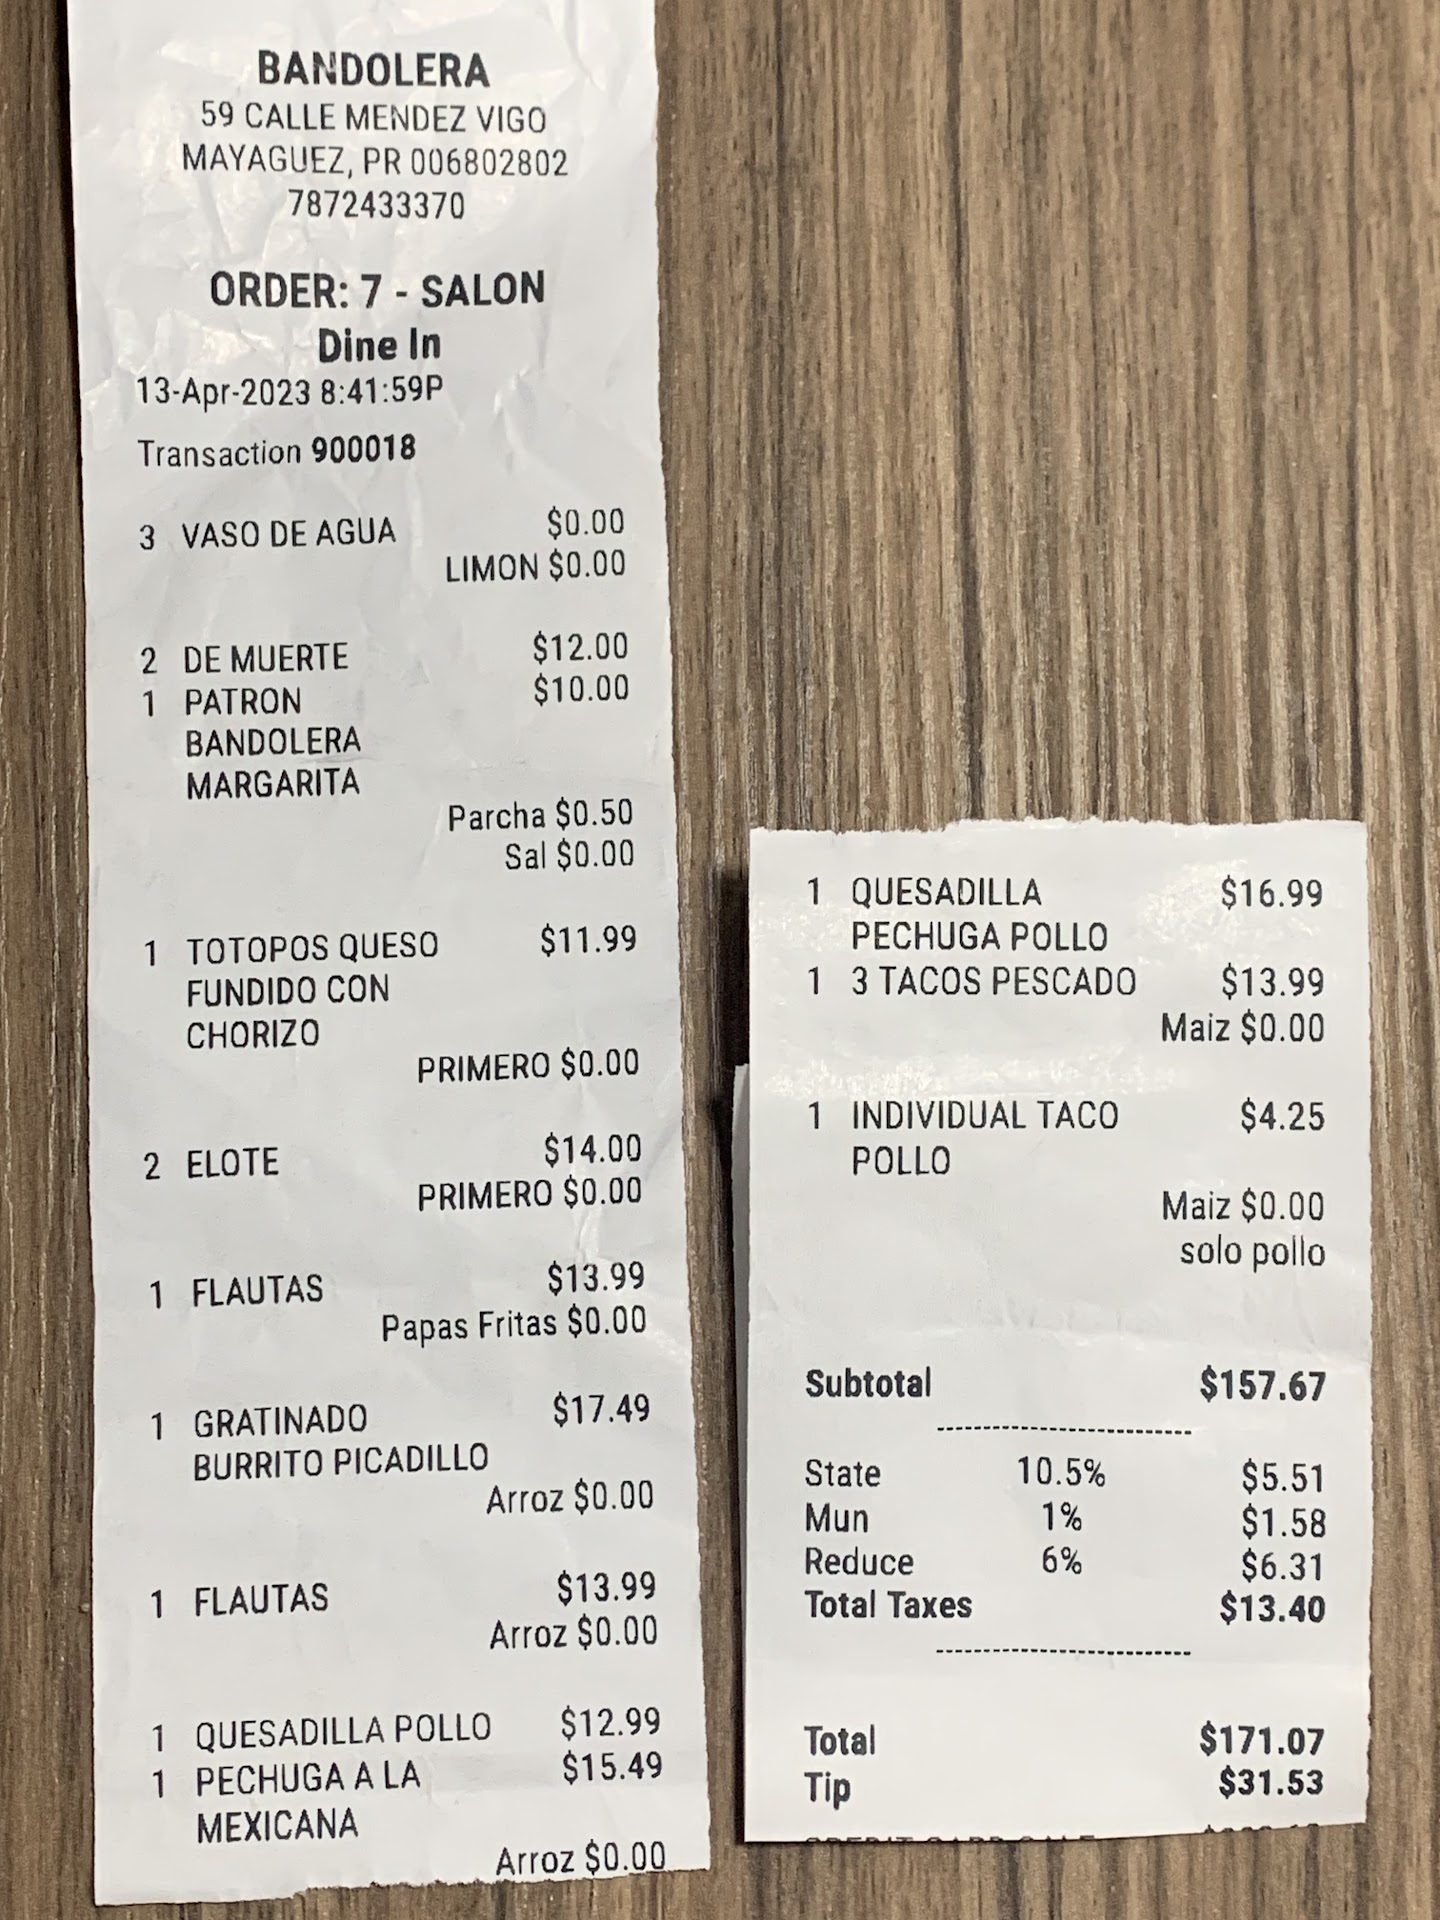 BANDOLERA
59 CALLE MENDEZ VIGO
MAYAGUEZ, PR 006802802
7872433370
ORDER: 7 - SALON
Dine In
13-Apr-2023 8:41:59P
Transaction 900018
3 VASO DE AGUA $0.00
LIMON $0.00
2 DE MUERTE $12.00
1 PATRON $10.00
BANDOLERA
MARGARITA
Parcha $0.50
Sal $0.00
1 TOTOPOS QUESO $11.99
FUNDIDO CON
CHORIZO
PRIMERO $0.00
2 ELOTE $14.00
PRIMERO $0.00
1 FLAUTAS $13.99
Papas Fritas $0.00
1 GRATINADO $17.49
BURRITO PICADILLO
Arroz $0.00
1 FLAUTAS $13.99
Arroz $0.00
1 QUESADILLA POLLO $12.99
1 PECHUGA A LA $15.49
MEXICANA
Arroz $0.00
1 QUESADILLA $16.99
PECHUGA POLLO
1 3 TACOS PESCADO $13.99
Maiz $0.00
1 INDIVIDUAL TACO $4.25
POLLO
Maiz $0.00
solo pollo
Subtotal $157.67
State 10.5% $5.51
Mun 1% $1.58
Reduce 6% $6.31
Total Taxes $13.40
Total $171.07
Tip $31.53